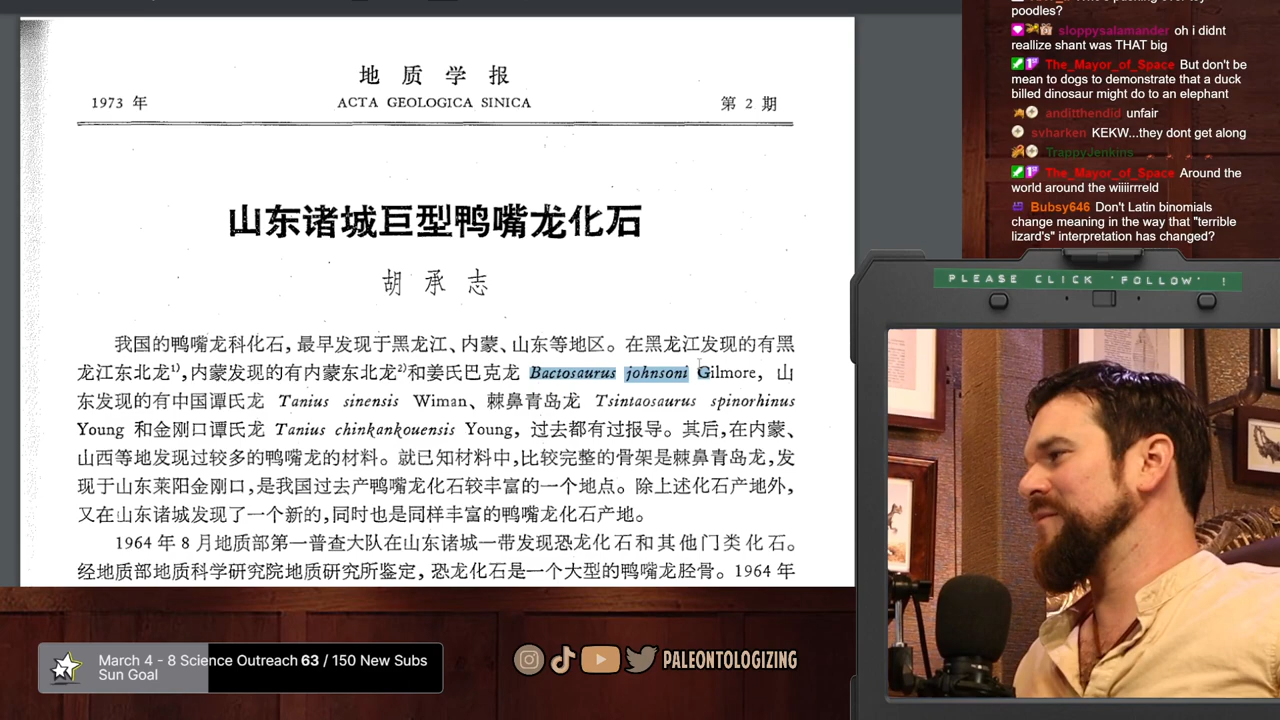 地 质 学 报
1973 年 ACTA GEOLOGICA SINICA 第 2 期
山东诸城巨型鸭嘴龙化石
胡 承 志
我国的鸭嘴龙科化石, 最早发现于黑龙江、内蒙、山东等地区。在黑龙江发现的有黑
龙江东北龙¹⁾, 内蒙发现的有内蒙东北龙²⁾和姜氏巴克龙 Bactosaurus johnsoni Gilmore, 山
东发现的有中国谭氏龙 Tanius sinensis Wiman、棘鼻青岛龙 Tsintaosaurus spinorhinus
Young 和金刚口谭氏龙 Tanius chinkankouensis Young, 过去都有过报导。其后, 在内蒙、
山西等地发现过较多的鸭嘴龙的材料。就已知材料中, 比较完整的骨架是棘鼻青岛龙, 发
现于山东莱阳金刚口, 是我国过去产鸭嘴龙化石较丰富的一个地点。除上述化石产地外,
又在山东诸城发现了一个新的, 同时也是同样丰富的鸭嘴龙化石产地。
1964 年 8 月地质部第一普查大队在山东诸城一带发现恐龙化石和其他门类化石。
经地质部地质科学研究院地质研究所鉴定, 恐龙化石是一个大型的鸭嘴龙胫骨。1964 年
poodles?
sloppysalamander oh i didnt
reallize shant was THAT big
The_Mayor_of_Space But don't be
mean to dogs to demonstrate that a duck
billed dinosaur might do to an elephant
anditthendid unfair
svharken KEKW...they dont get along
TrappyJenkins
The_Mayor_of_Space Around the
world around the wiiirrreld
Bubsy646 Don't Latin binomials
change meaning in the way that "terrible
lizard's" interpretation has changed?
PLEASE CLICK 'FOLLOW' !
March 4 - 8 Science Outreach 63 / 150 New Subs
Sun Goal
PALEONTOLOGIZING